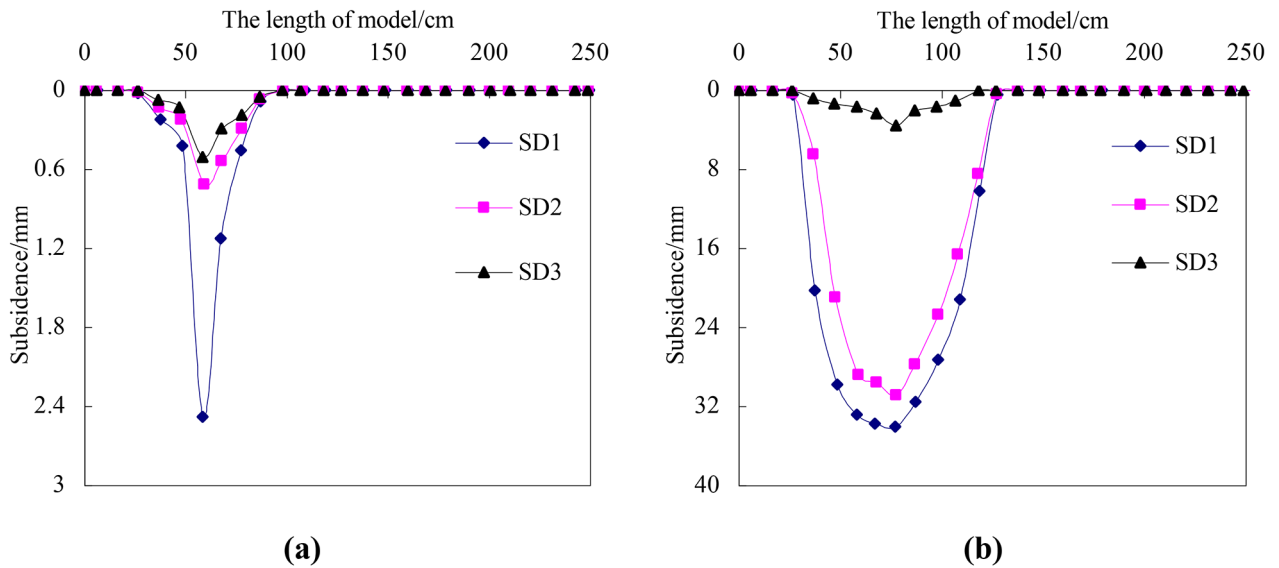 The length of model/cm
0 50 100 150 200 250
0
0.6
1.2
1.8
2.4
3
Subsidence/mm
SD1
SD2
SD3
(a)
The length of model/cm
0 50 100 150 200 250
0
8
16
24
32
40
Subsidence/mm
SD1
SD2
SD3
(b)